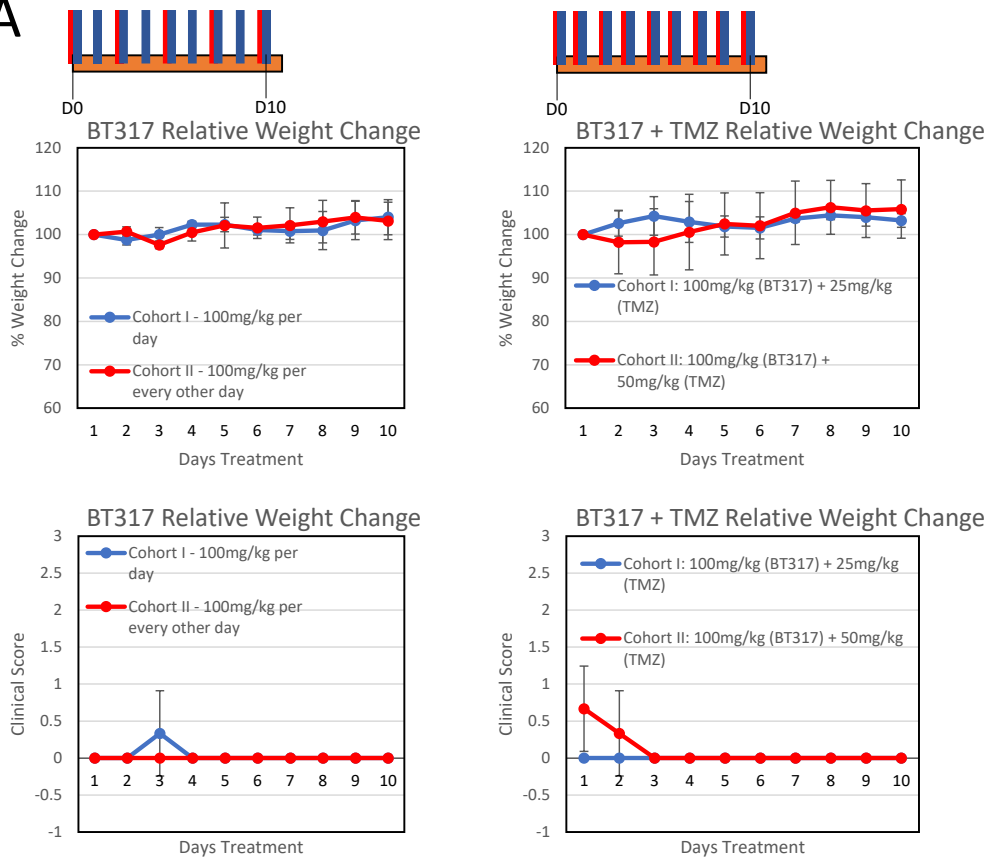 A
D0
D10
D0
D10
BT317 Relative Weight Change
120
110
100
90
80
70
60
% Weight Change
Cohort I - 100mg/kg per
day
Cohort II - 100mg/kg per
every other day
1 2 3 4 5 6 7 8 9 10
Days Treatment
BT317 + TMZ Relative Weight Change
120
110
100
90
80
70
60
% Weight Change
Cohort I: 100mg/kg (BT317) + 25mg/kg
(TMZ)
Cohort II: 100mg/kg (BT317) +
50mg/kg (TMZ)
1 2 3 4 5 6 7 8 9 10
Days Treatment
BT317 Relative Weight Change
3
2.5
2
1.5
1
0.5
0
-0.5
-1
Clinical Score
Cohort I - 100mg/kg per
day
Cohort II - 100mg/kg per
every other day
1 2 3 4 5 6 7 8 9 10
Days Treatment
BT317 + TMZ Relative Weight Change
3
2.5
2
1.5
1
0.5
0
-0.5
-1
Clinical Score
Cohort I: 100mg/kg (BT317) + 25mg/kg
(TMZ)
Cohort II: 100mg/kg (BT317) + 50mg/kg
(TMZ)
1 2 3 4 5 6 7 8 9 10
Days Treatment